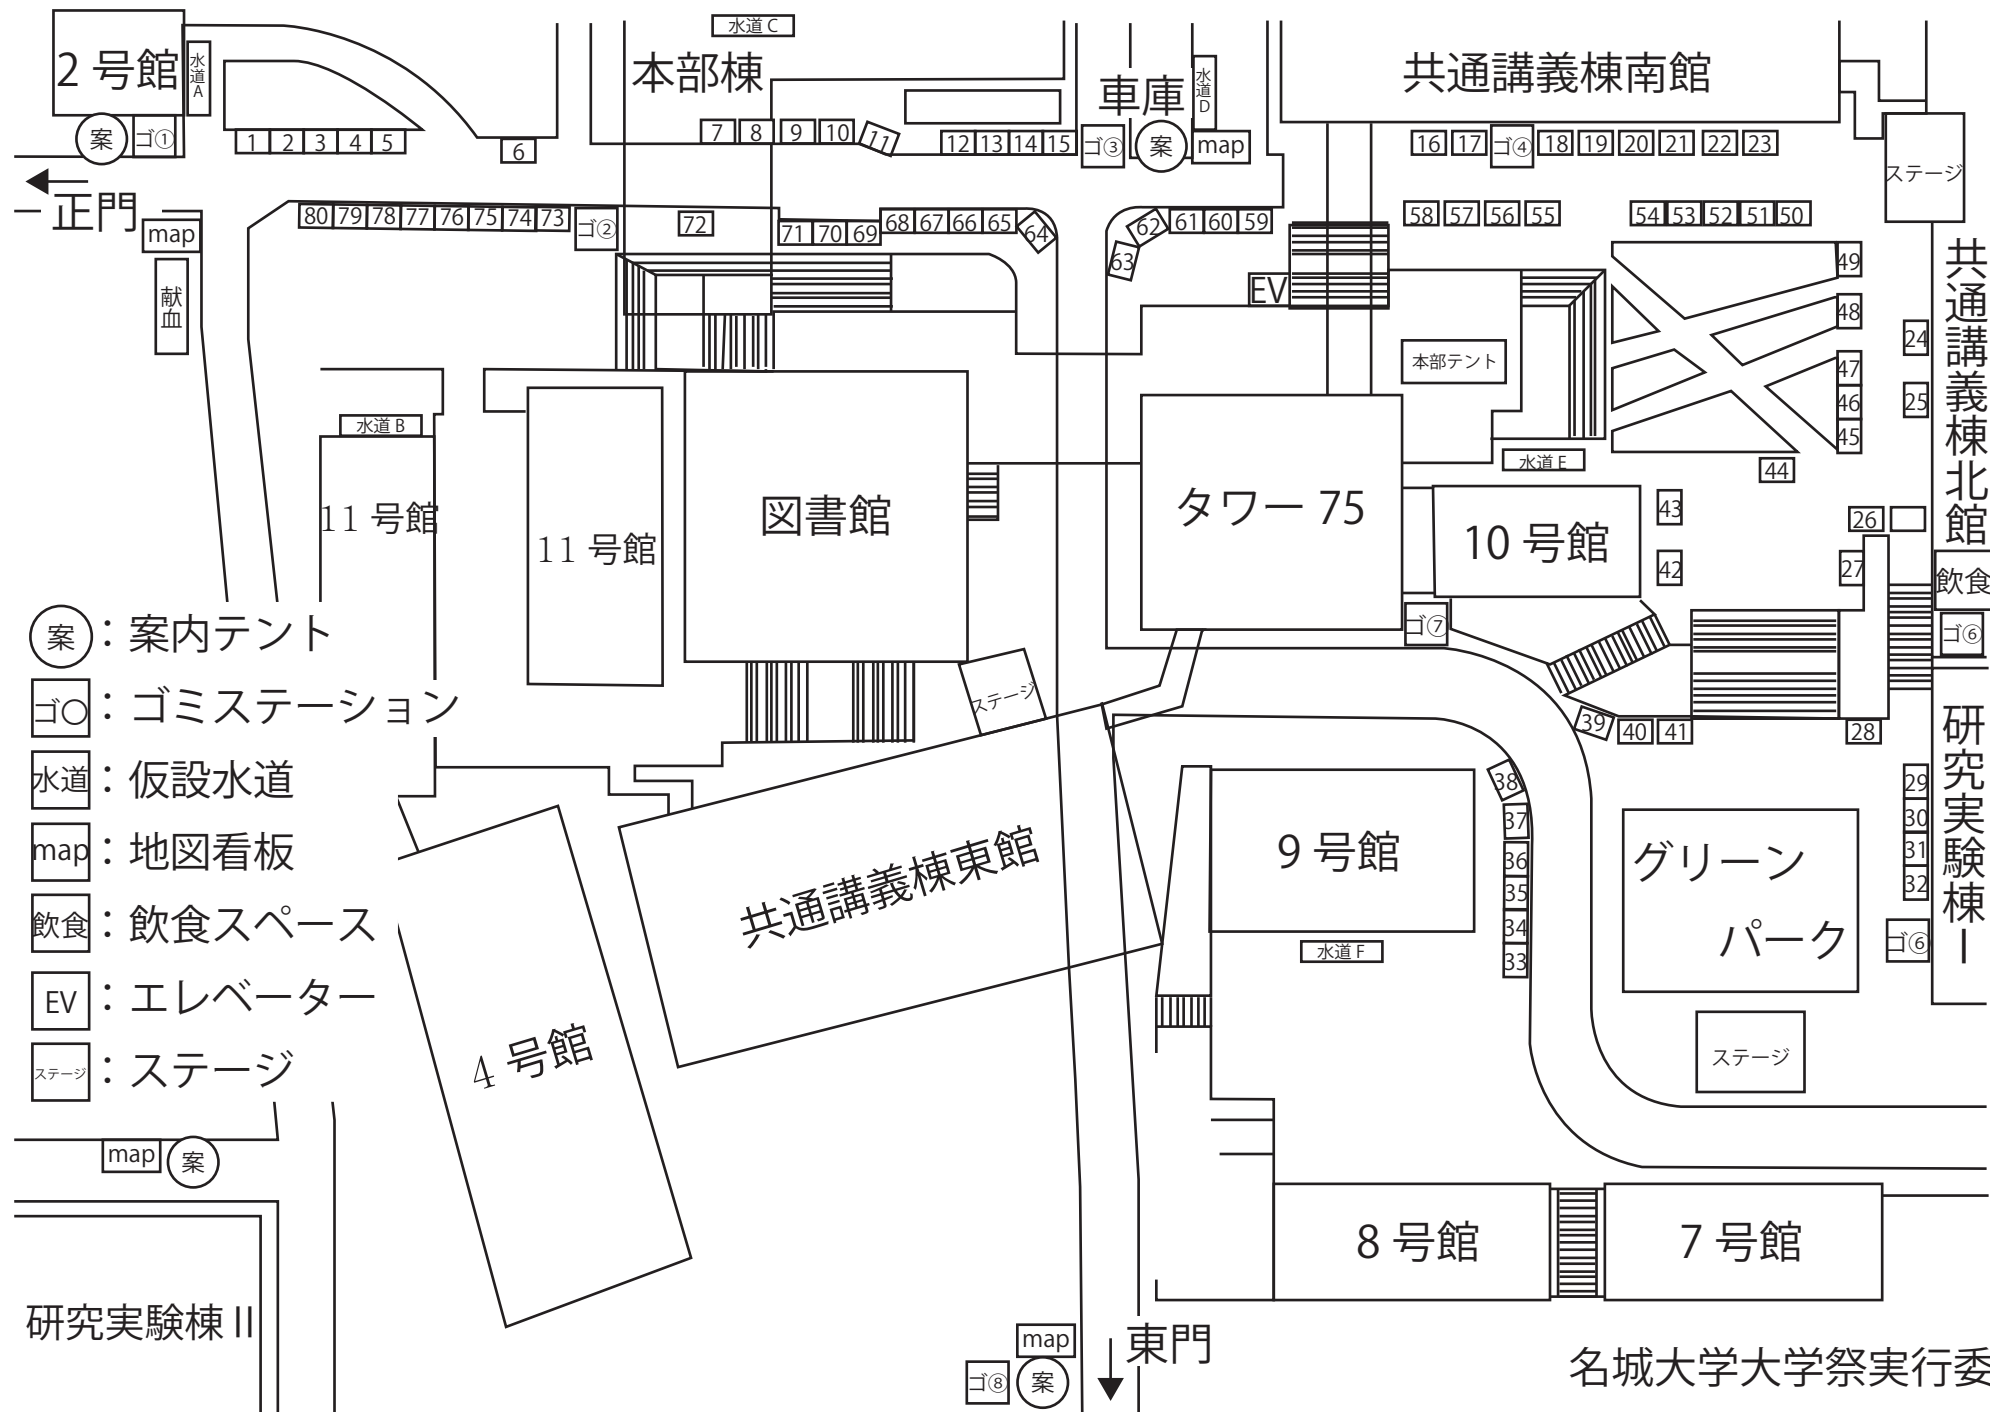 水道 C
2 号館
水道A
本部棟
車庫
水道D
共通講義棟南館
案
ゴ①
1 2 3 4 5
6
7 8 9 10 11
12 13 14 15
ゴ③
案
map
16 17 ゴ④ 18 19 20 21 22 23
ステージ
正門
map
献血
80 79 78 77 76 75 74 73 ゴ②
72
71 70 69 68 67 66 65 64
63 62 61 60 59
58 57 56 55
54 53 52 51 50
EV
49
48
47
46
45
44
24
25
共通講義棟北館
本部テント
水道 B
11 号館
11 号館
図書館
タワー 75
水道 E
10 号館
43
42
26
27
飲食
ゴ⑥
ゴ⑦
案：案内テント
ゴ○：ゴミステーション
水道：仮設水道
map：地図看板
飲食：飲食スペース
EV：エレベーター
ステージ：ステージ
ステージ
39 40 41
28
38
37
36
35
34
33
29
30
31
32
ゴ⑥
研究実験棟Ⅰ
9 号館
水道 F
グリーン
パーク
ステージ
共通講義棟東館
4 号館
map
案
8 号館
7 号館
研究実験棟Ⅱ
map
ゴ⑧
案
東門
名城大学大学祭実行委